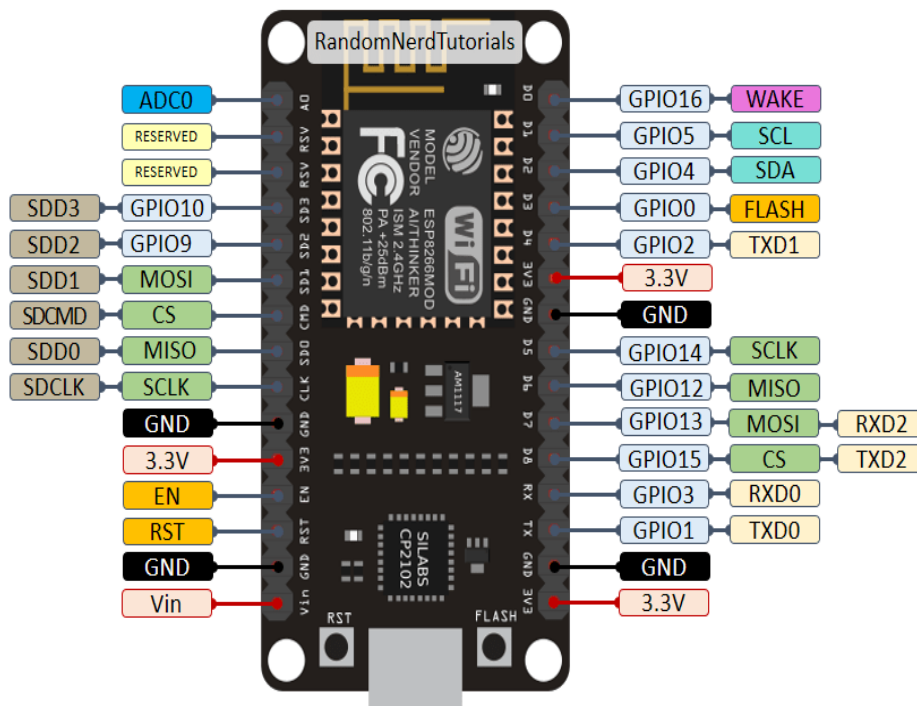 RandomNerdTutorials
ADC0
RESERVED
RESERVED
SDD3 GPIO10
SDD2 GPIO9
SDD1 MOSI
SDCMD CS
SDD0 MISO
SDCLK SCLK
GND
3.3V
EN
RST
GND
Vin
A0
RSV
RSV
SD3
SD2
SD1
CMD
SD0
CLK
GND
3V3
EN
RST
GND
Vin
MODEL
VENDOR
ESP8266MOD
AI/THINKER
ISM 2.4GHz
PA +25dBm
802.11b/g/n
FC
Wi Fi
AM1117
SILABS
CP2102
RST
FLASH
D0
D1
D2
D3
D4
3V3
GND
D5
D6
D7
D8
RX
TX
GND
3V3
GPIO16 WAKE
GPIO5 SCL
GPIO4 SDA
GPIO0 FLASH
GPIO2 TXD1
3.3V
GND
GPIO14 SCLK
GPIO12 MISO
GPIO13 MOSI RXD2
GPIO15 CS TXD2
GPIO3 RXD0
GPIO1 TXD0
GND
3.3V